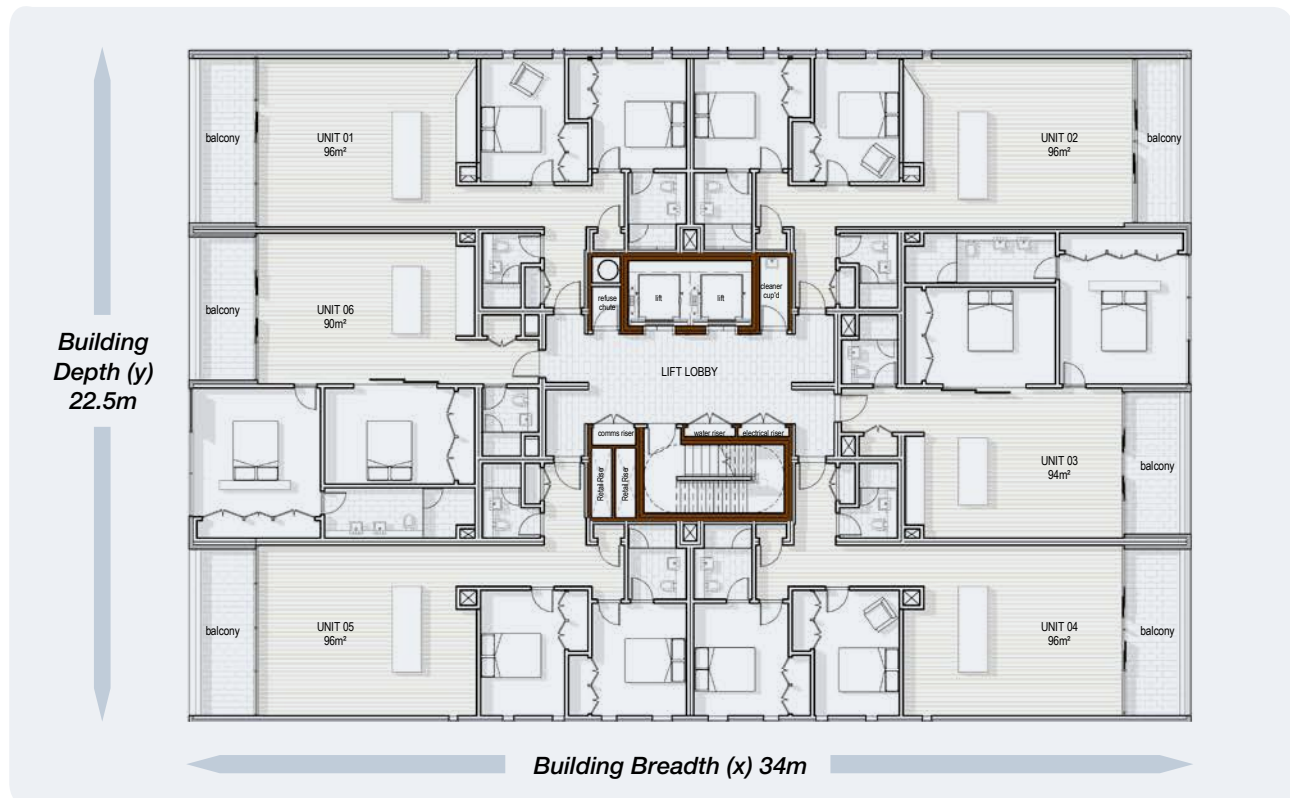 balcony
UNIT 01
96m²
UNIT 02
96m²
balcony
balcony
UNIT 06
90m²
refuse
chute
lift
lift
cleaner
cup'd
Building
Depth (y)
22.5m
LIFT LOBBY
comms riser
water riser
electrical riser
Retail Riser
Retail Riser
UNIT 03
94m²
balcony
balcony
UNIT 05
96m²
UNIT 04
96m²
balcony
Building Breadth (x) 34m